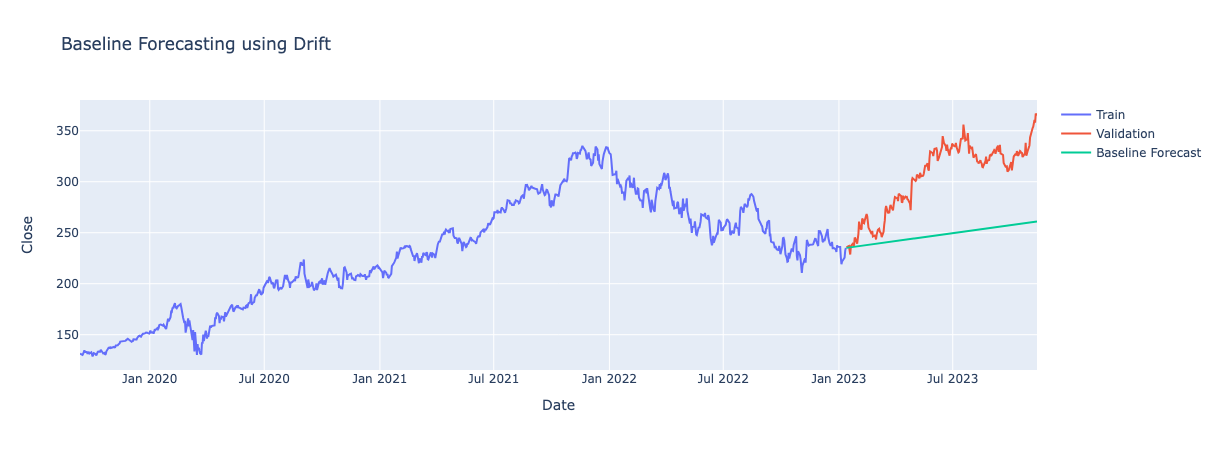 Baseline Forecasting using Drift
Close
350
300
250
200
150
Jan 2020
Jul 2020
Jan 2021
Jul 2021
Jan 2022
Jul 2022
Jan 2023
Jul 2023
Date
Train
Validation
Baseline Forecast